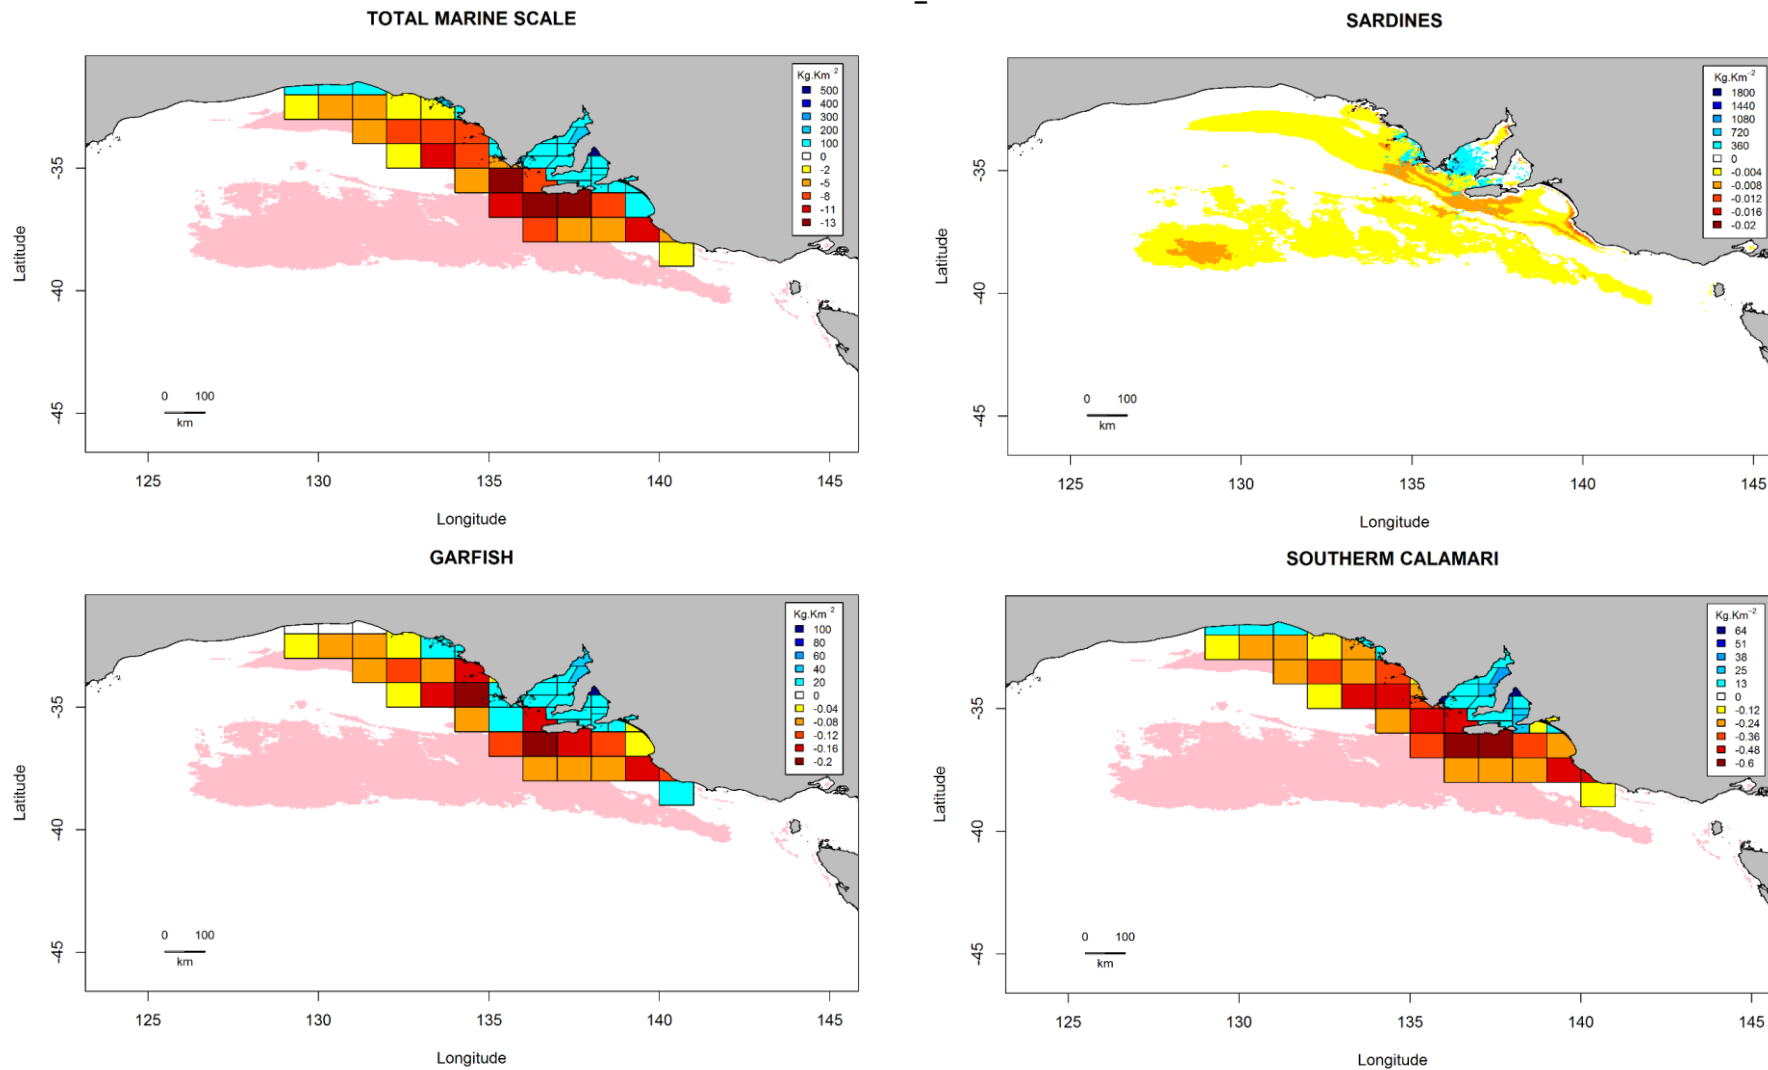 TOTAL MARINE SCALE
Kg.Km-2
500
400
300
200
100
0
-2
-5
-8
-11
-13
-35
-40
-45
Latitude
0 100
km
125 130 135 140 145
Longitude
SARDINES
Kg.Km-2
1800
1440
1080
720
360
0
-0.004
-0.008
-0.012
-0.016
-0.02
-35
-40
-45
Latitude
0 100
km
125 130 135 140 145
Longitude
GARFISH
Kg.Km-2
100
80
60
40
20
0
-0.04
-0.08
-0.12
-0.16
-0.2
-35
-40
-45
Latitude
0 100
km
125 130 135 140 145
Longitude
SOUTHERM CALAMARI
Kg.Km-2
64
51
38
25
13
0
-0.12
-0.24
-0.36
-0.48
-0.6
-35
-40
-45
Latitude
0 100
km
125 130 135 140 145
Longitude